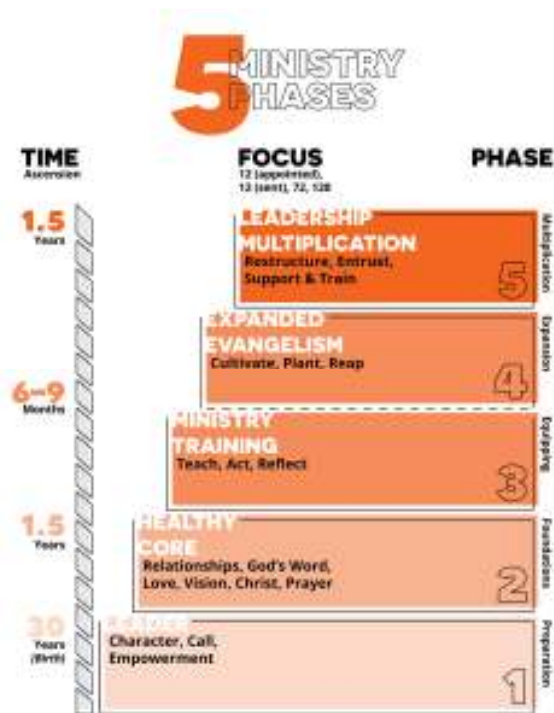 5 MINISTRY
PHASES
TIME
Ascension
FOCUS
12 (appointed),
12 (sent), 72, 120
PHASE
1.5
Years
LEADERSHIP
MULTIPLICATION
Restructure, Entrust,
Support & Train
5
Multiplication
EXPANDED
EVANGELISM
Cultivate, Plant, Reap
4
Expansion
6–9
Months
MINISTRY
TRAINING
Teach, Act, Reflect
3
Equipping
1.5
Years
HEALTHY
CORE
Relationships, God's Word,
Love, Vision, Christ, Prayer
2
Foundations
30
Years
(Birth)
LEADER
Character, Call,
Empowerment
1
Preparation